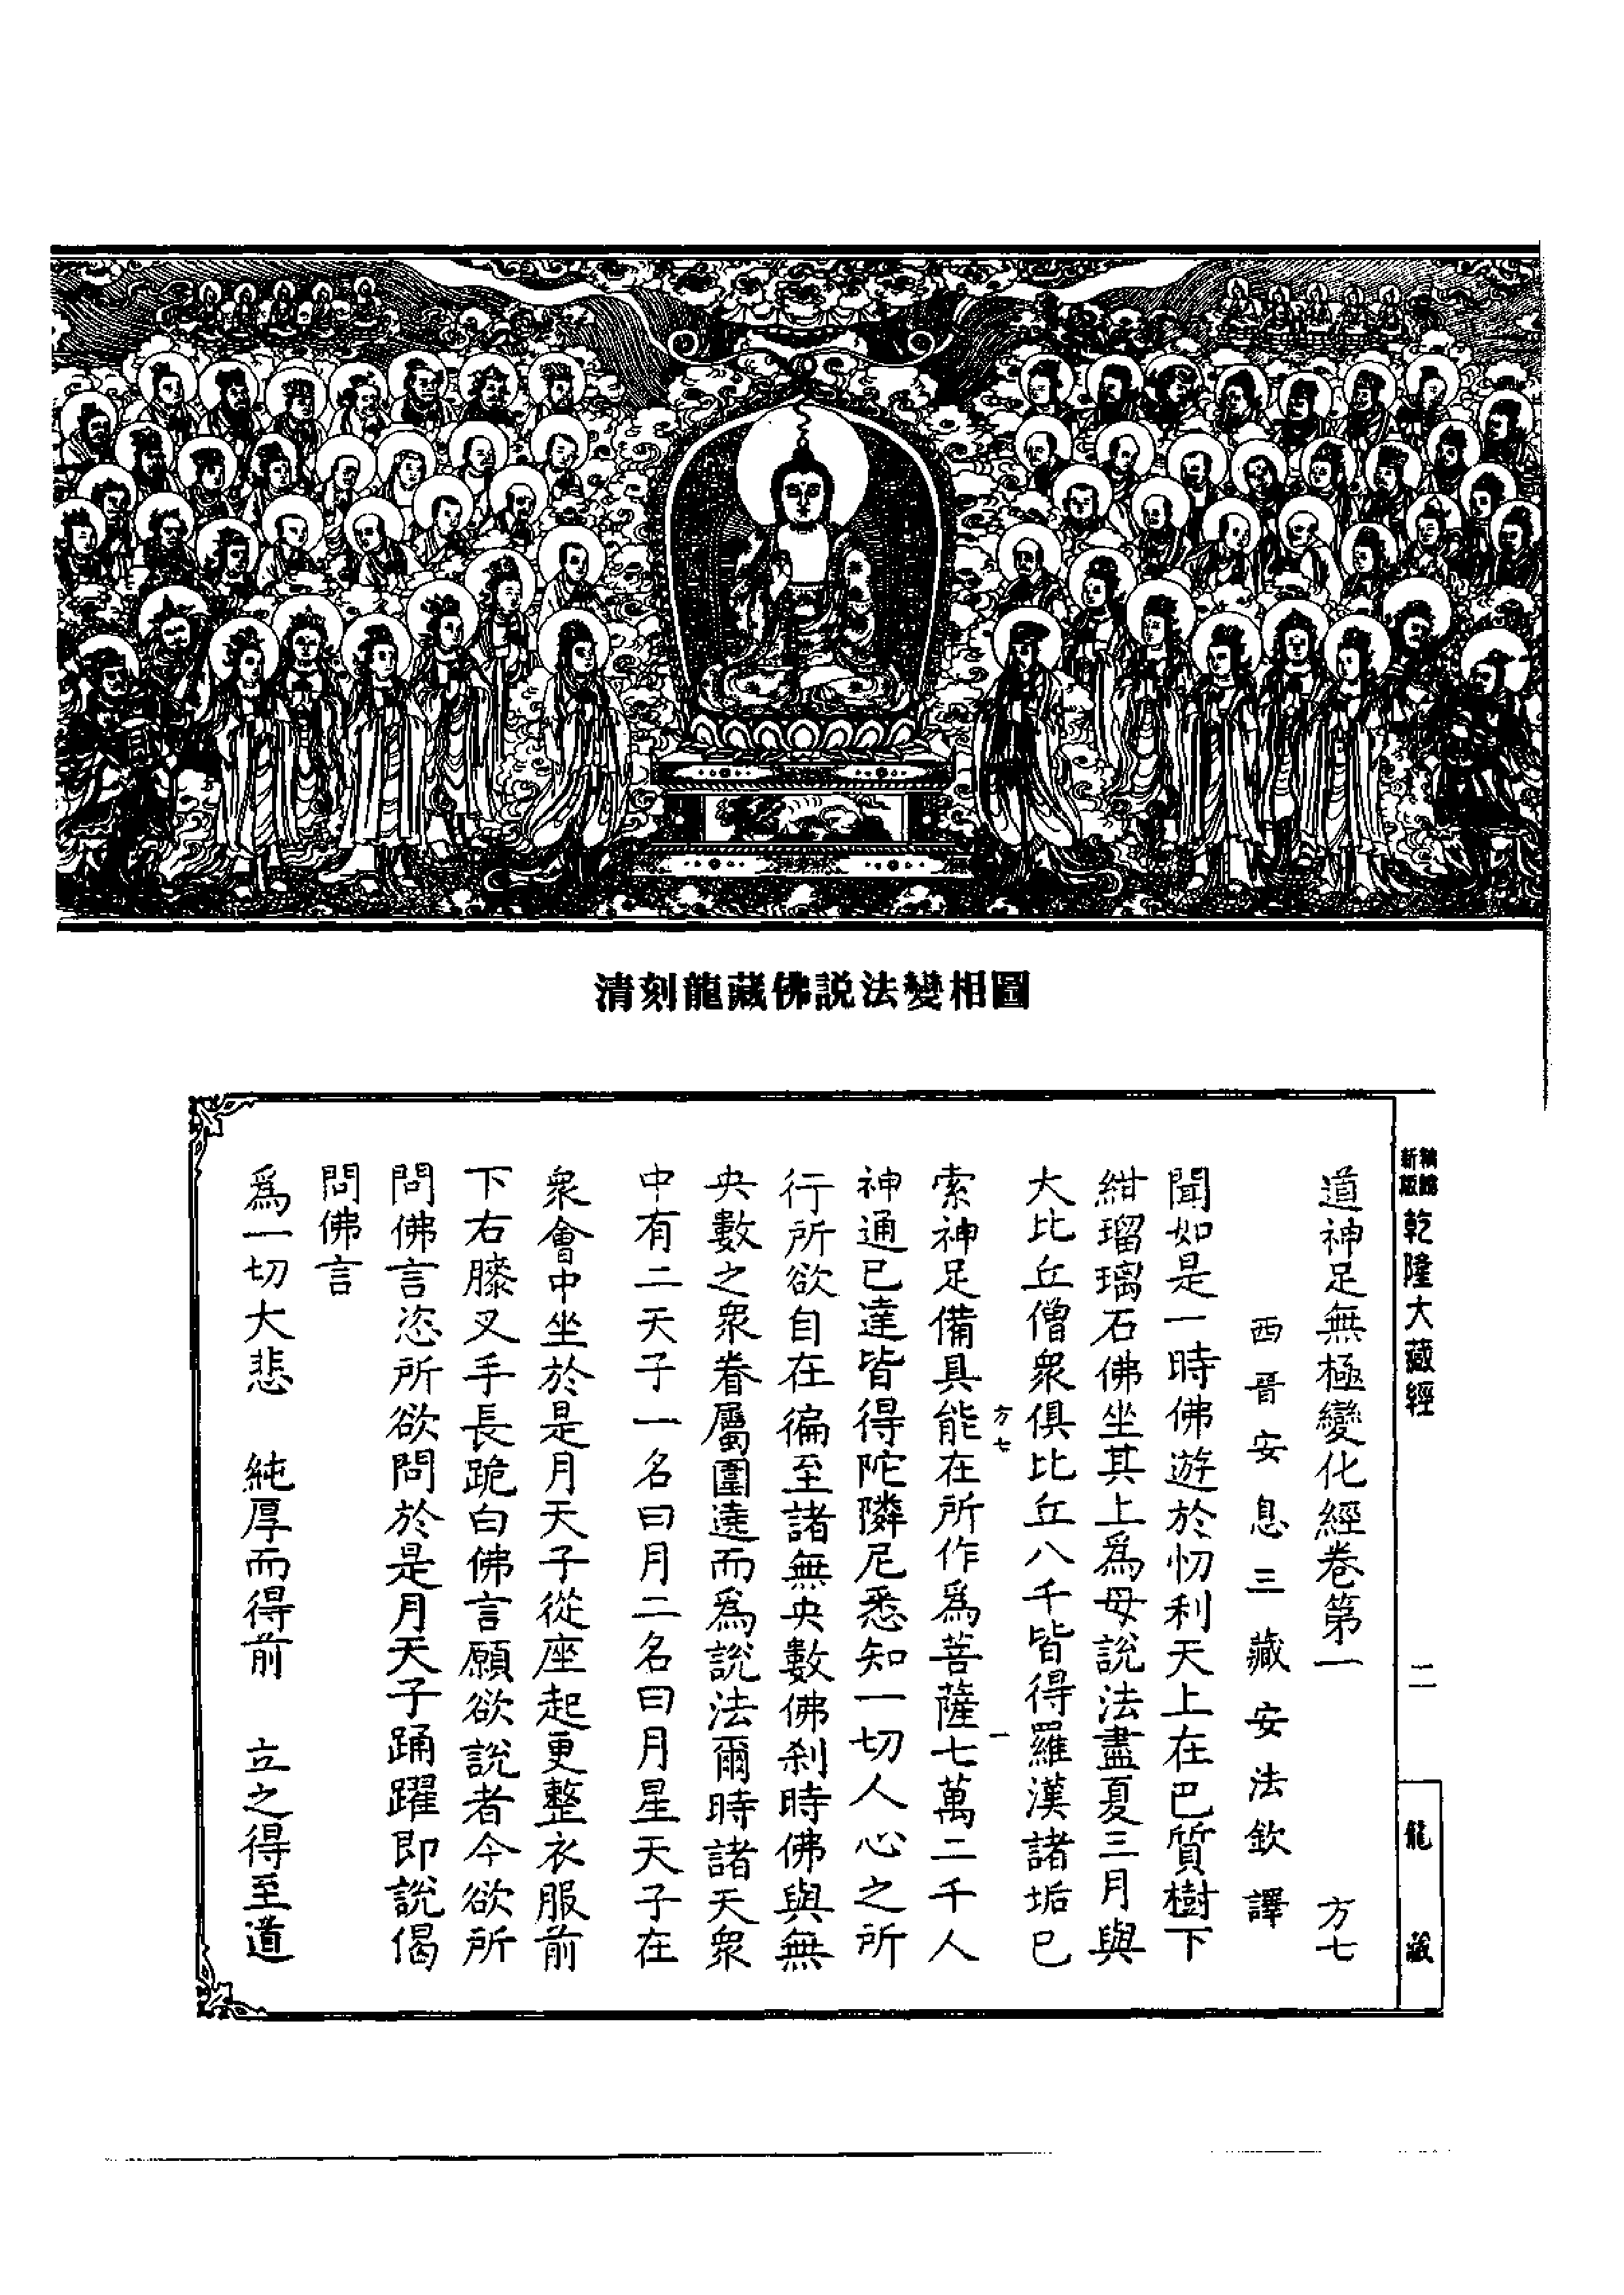 清刻龍藏佛説法變相圖
新版
乾隆大藏經
二
龍藏
道神足無極變化經卷第一 方七
西晋安息三藏安法欽譯
聞如是一時佛遊於忉利天上在巴質樹下
紺瑠璃石佛坐其上爲母説法盡夏三月與
大比丘僧衆俱比丘八千皆得羅漢諸垢已
方七 一
索神足備具能在所作爲菩薩七萬二千人
神通已達皆得陀隣尼悉知一切人心之所
行所欲自在徧至諸無央數佛刹時佛與無
央數之衆眷屬圍遶而爲説法爾時諸天衆
中有二天子一名曰月二名曰月星天子在
衆會中坐於是月天子從座起更整衣服前
下右膝叉手長跪白佛言願欲説者今欲所
問佛言恣所欲問於是月天子踊躍即説偈
問佛言
爲一切大悲 純厚而得前 立之得至道